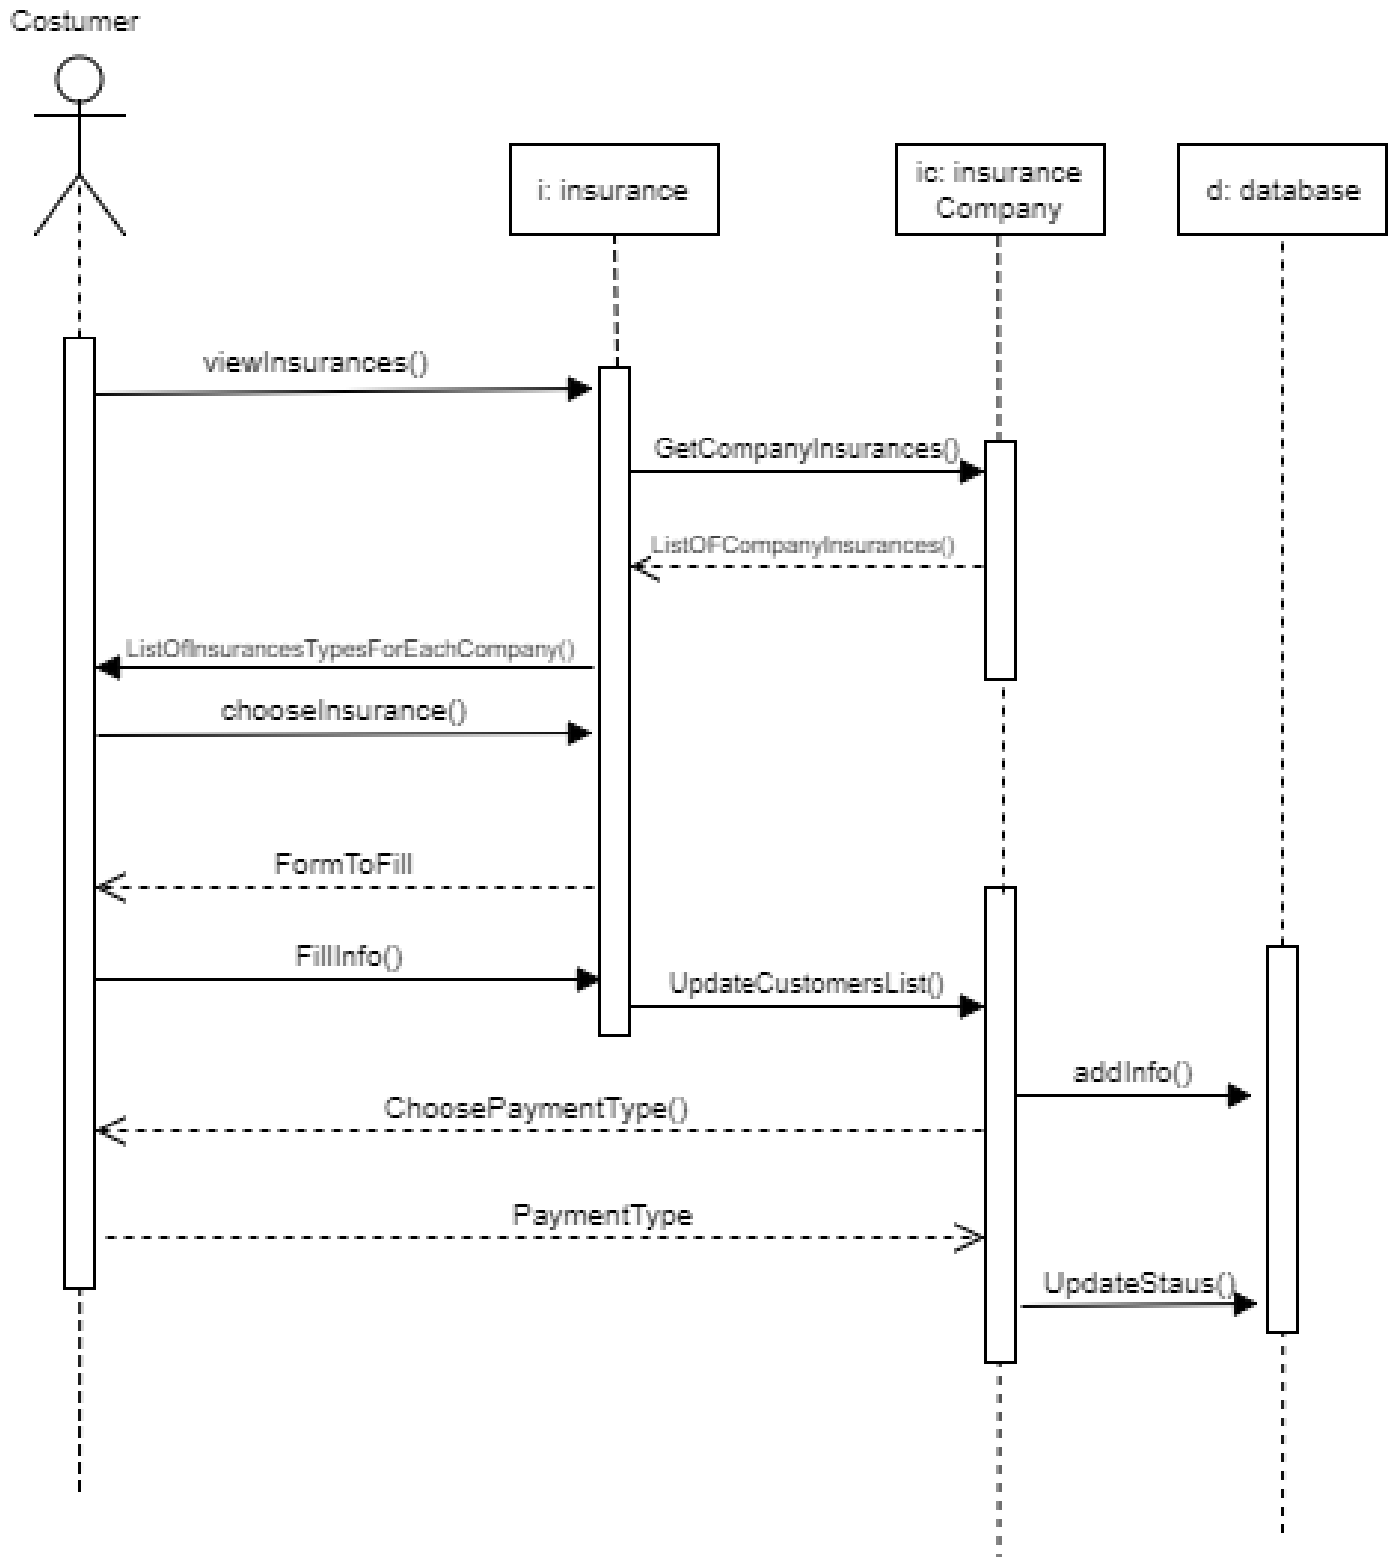 Costumer
i: insurance
ic: insurance
Company
d: database
viewInsurances()
GetCompanyInsurances()
ListOFCompanyInsurances()
ListOfInsurancesTypesForEachCompany()
chooseInsurance()
FormToFill
FillInfo()
UpdateCustomersList()
addInfo()
ChoosePaymentType()
PaymentType
UpdateStaus()